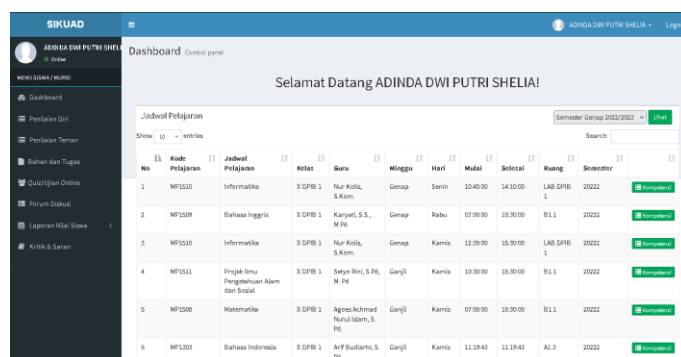 SIKUAD
ADINDA DWI PUTRI SHELIA
Logo
ADINDA DWI PUTRI SHELI
Online
MENU SISWA / MURID
Dashboard
Penilaian Diri
Penilaian Teman
Bahan dan Tugas
Quiz/Ujian Online
Forum Diskusi
Laporan Nilai Siswa
Kritik & Saran
Dashboard Control panel
Selamat Datang ADINDA DWI PUTRI SHELIA!
Jadwal Pelajaran
Semester Genap 2022/2023 Lihat
Show 10 entries
Search:
No Kode Pelajaran Jadwal Pelajaran Kelas Guru Minggu Hari Mulai Selesai Ruang Semester
1 MP1510 Informatika X DPIB 1 Nur Kolis, S.Kom. Genap Senin 10:40:00 14:10:00 LAB.DPIB 1 20222 Kompetensi
2 MP1509 Bahasa Inggris X DPIB 1 Karyati, S.S., M.Pd. Genap Rabu 07:00:00 10:30:00 B1.1 20222 Kompetensi
3 MP1510 Informatika X DPIB 1 Nur Kolis, S.Kom. Genap Kamis 12:30:00 15:30:00 LAB.DPIB 1 20222 Kompetensi
4 MP1511 Projek Ilmu Pengetahuan Alam dan Sosial X DPIB 1 Setyo Rini, S.Pd, M. Pd Ganjil Kamis 10:30:00 15:30:00 B1.1 20222 Kompetensi
5 MP1508 Matematika X DPIB 1 Agoes Achmad Nurul Islam, S. Pd. Ganjil Kamis 07:00:00 10:30:00 B1.1 20222 Kompetensi
6 MP1303 Bahasa Indonesia X DPIB 1 Arif Budiarto, S. Ganjil Kamis 11:19:43 11:19:43 A1.3 20222 Kompetensi